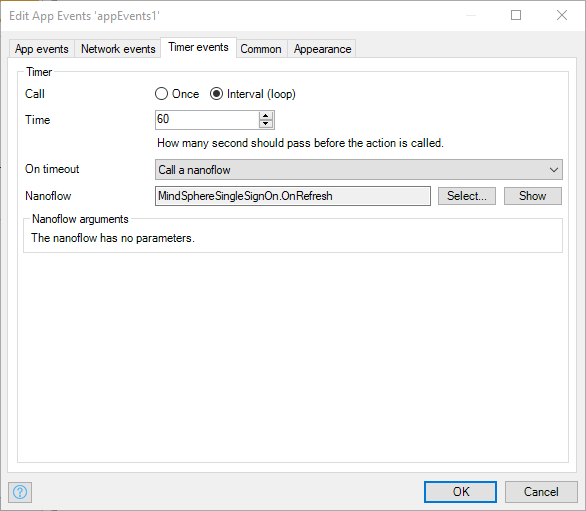 Edit App Events 'appEvents1'
App events Network events Timer events Common Appearance
Timer
Call Once Interval (loop)
Time 60
How many second should pass before the action is called.
On timeout Call a nanoflow
Nanoflow MindSphereSingleSignOn.OnRefresh Select... Show
Nanoflow arguments
The nanoflow has no parameters.
? OK Cancel